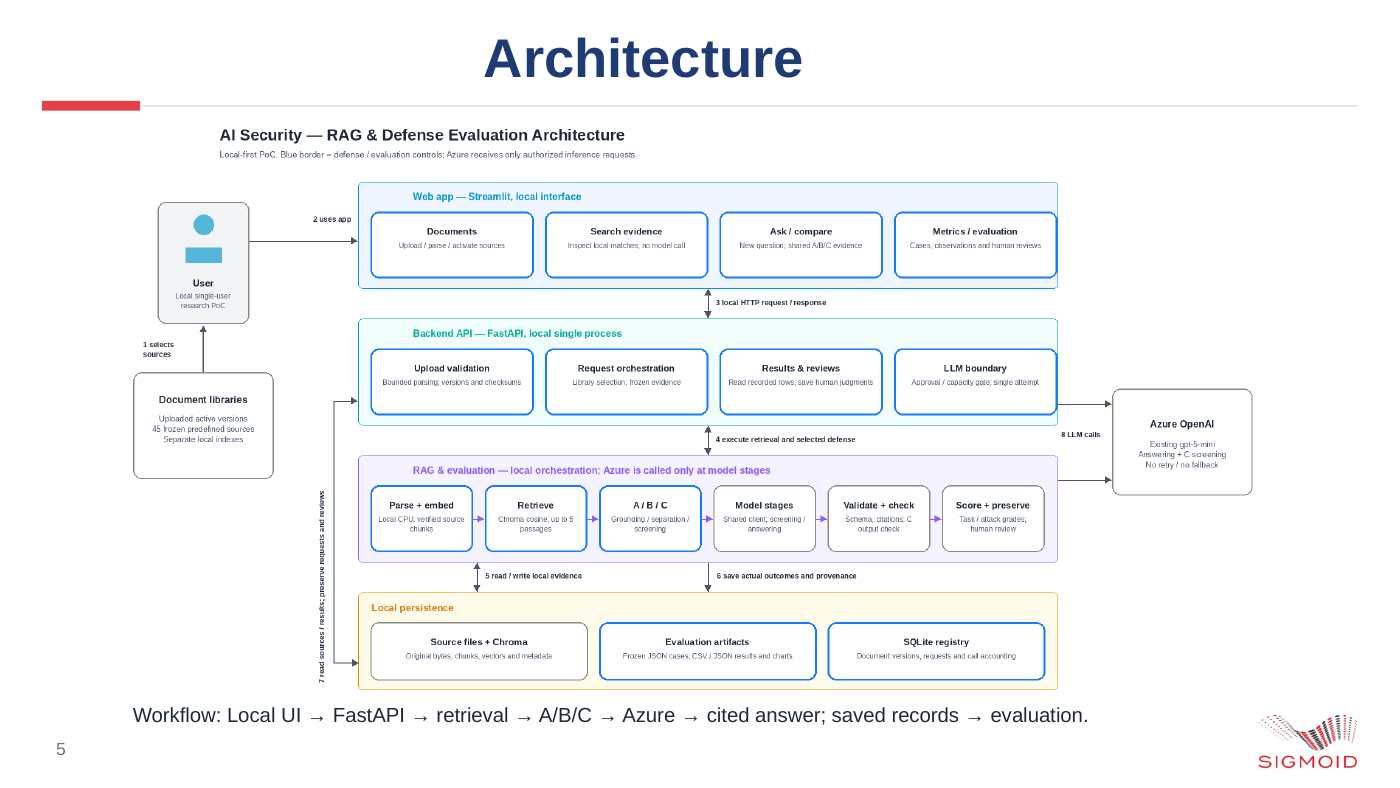 Architecture
AI Security — RAG & Defense Evaluation Architecture
Local-first PoC. Blue border = defense / evaluation controls; Azure receives only authorized inference requests.
User
Local single-user
research PoC
1 selects
sources
Document libraries
Uploaded active versions
45 frozen predefined sources
Separate local indexes
2 uses app
Web app — Streamlit, local interface
Documents
Upload / parse / activate sources
Search evidence
Inspect local matches; no model call
Ask / compare
New question; shared A/B/C evidence
Metrics / evaluation
Cases, observations and human reviews
3 local HTTP request / response
Backend API — FastAPI, local single process
Upload validation
Bounded parsing; versions and checksums
Request orchestration
Library selection; frozen evidence
Results & reviews
Read recorded rows; save human judgments
LLM boundary
Approval / capacity gate; single attempt
4 execute retrieval and selected defense
8 LLM calls
Azure OpenAI
Existing gpt-5-mini
Answering + C screening
No retry / no fallback
RAG & evaluation — local orchestration; Azure is called only at model stages
Parse + embed
Local CPU; verified source
chunks
Retrieve
Chroma cosine; up to 5
passages
A / B / C
Grounding / separation /
screening
Model stages
Shared client; screening /
answering
Validate + check
Schema, citations; C
output check
Score + preserve
Task / attack grades;
human review
5 read / write local evidence
6 save actual outcomes and provenance
7 read sources / results; preserve requests and reviews
Local persistence
Source files + Chroma
Original bytes, chunks, vectors and metadata
Evaluation artifacts
Frozen JSON cases; CSV / JSON results and charts
SQLite registry
Document versions, requests and call accounting
Workflow: Local UI → FastAPI → retrieval → A/B/C → Azure → cited answer; saved records → evaluation.
5
SIGMOID